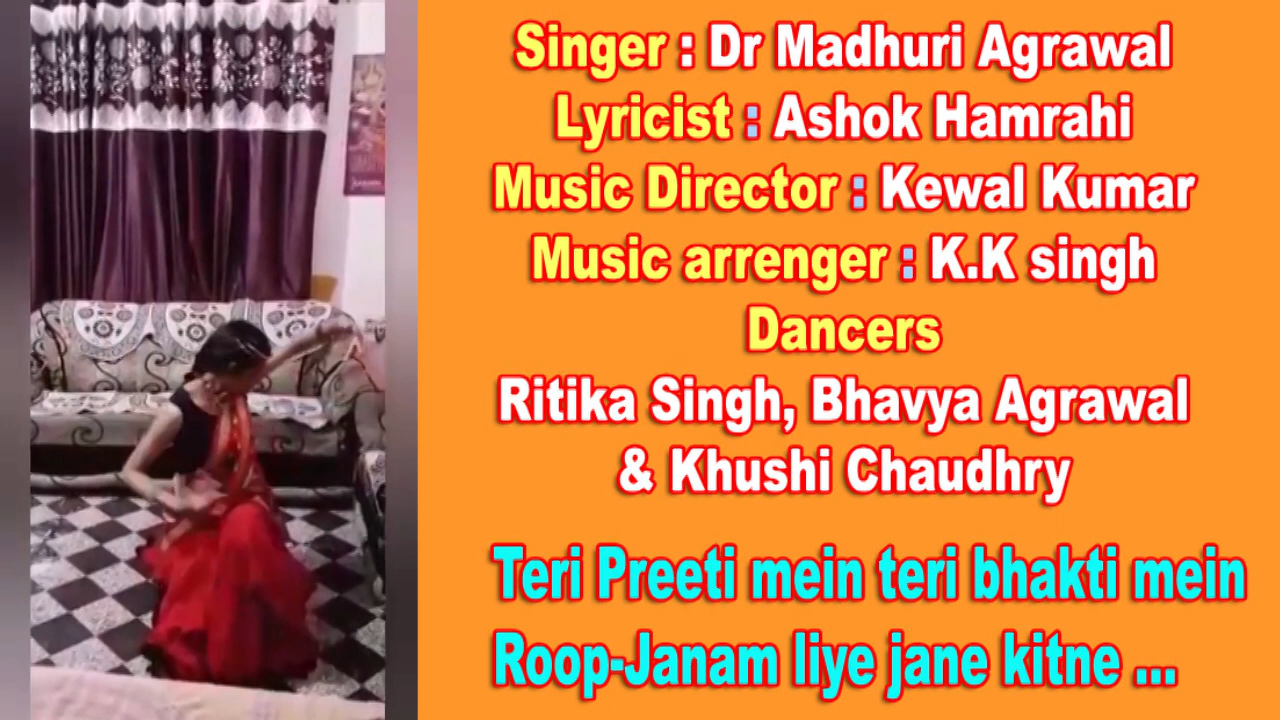 Singer : Dr Madhuri Agrawal
Lyricist : Ashok Hamrahi
Music Director : Kewal Kumar
Music arrenger : K.K singh
Dancers
Ritika Singh, Bhavya Agrawal
& Khushi Chaudhry
Teri Preeti mein teri bhakti mein
Roop-Janam liye jane kitne ...